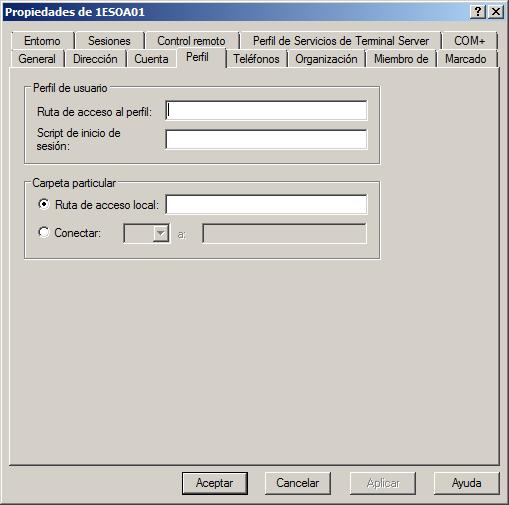 Propiedades de 1ESOA01
Entorno Sesiones Control remoto Perfil de Servicios de Terminal Server COM+
General Dirección Cuenta Perfil Teléfonos Organización Miembro de Marcado
Perfil de usuario
Ruta de acceso al perfil:
Script de inicio de
sesión:
Carpeta particular
Ruta de acceso local:
Conectar: a:
Aceptar Cancelar Aplicar Ayuda